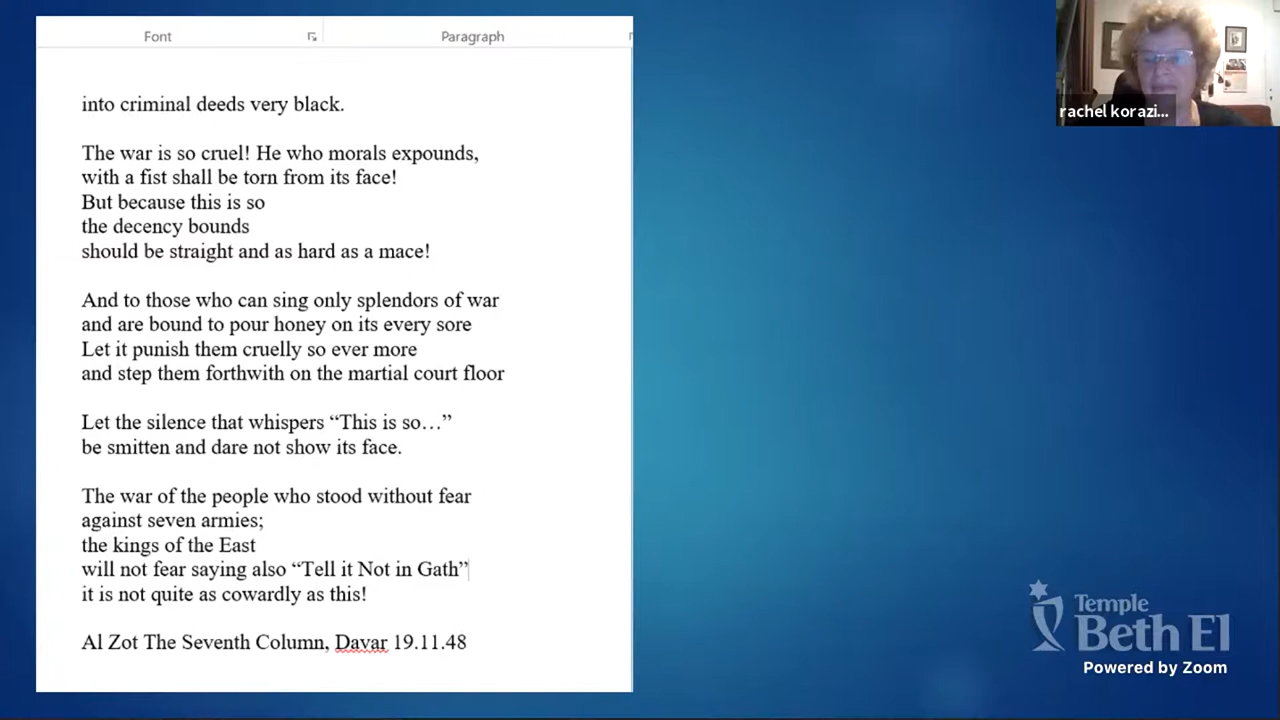 Font
Paragraph
into criminal deeds very black.
The war is so cruel! He who morals expounds,
with a fist shall be torn from its face!
But because this is so
the decency bounds
should be straight and as hard as a mace!
And to those who can sing only splendors of war
and are bound to pour honey on its every sore
Let it punish them cruelly so ever more
and step them forthwith on the martial court floor
Let the silence that whispers “This is so…”
be smitten and dare not show its face.
The war of the people who stood without fear
against seven armies;
the kings of the East
will not fear saying also “Tell it Not in Gath”
it is not quite as cowardly as this!
Al Zot The Seventh Column, Davar 19.11.48
rachel korazi...
Temple
Beth El
Powered by Zoom